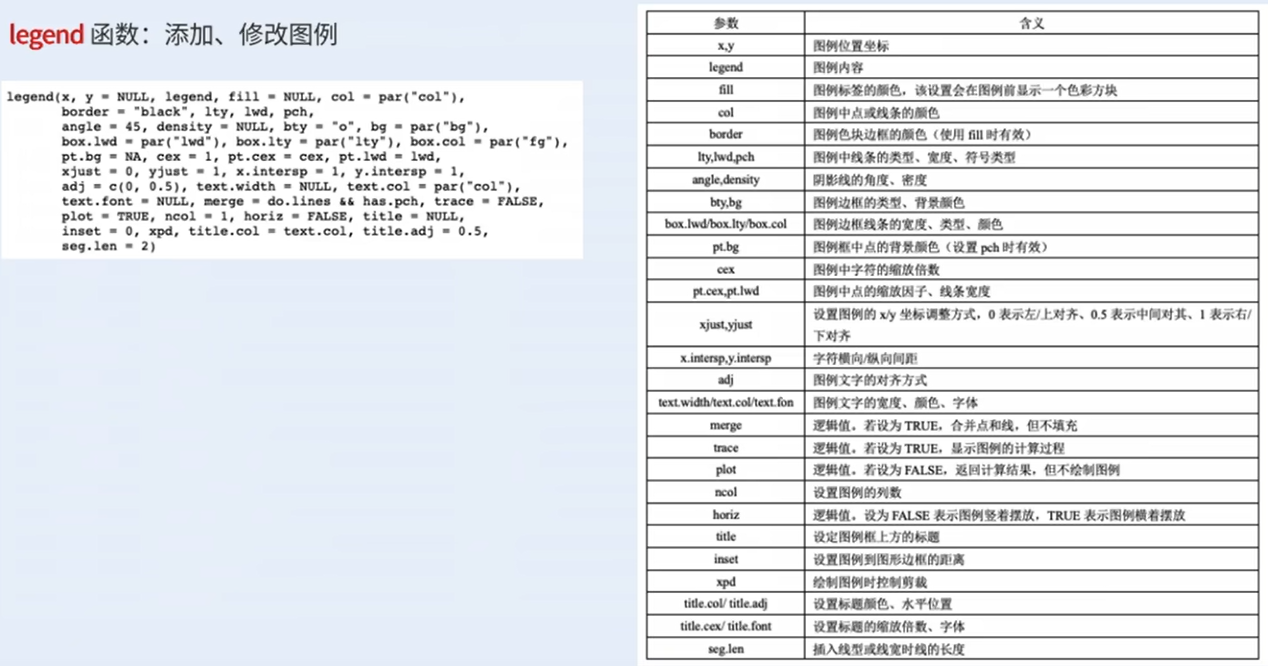 legend 函数：添加、修改图例
legend(x, y = NULL, legend, fill = NULL, col = par("col"),
border = "black", lty, lwd, pch,
angle = 45, density = NULL, bty = "o", bg = par("bg"),
box.lwd = par("lwd"), box.lty = par("lty"), box.col = par("fg"),
pt.bg = NA, cex = 1, pt.cex = cex, pt.lwd = lwd,
xjust = 0, yjust = 1, x.intersp = 1, y.intersp = 1,
adj = c(0, 0.5), text.width = NULL, text.col = par("col"),
text.font = NULL, merge = do.lines && has.pch, trace = FALSE,
plot = TRUE, ncol = 1, horiz = FALSE, title = NULL,
inset = 0, xpd, title.col = text.col, title.adj = 0.5,
seg.len = 2)
参数 含义
x,y 图例位置坐标
legend 图例内容
fill 图例标签的颜色，该设置会在图例前显示一个色彩方块
col 图例中点或线条的颜色
border 图例色块边框的颜色（使用 fill 时有效）
lty,lwd,pch 图例中线条的类型、宽度、符号类型
angle,density 阴影线的角度、密度
bty,bg 图例边框的类型、背景颜色
box.lwd/box.lty/box.col 图例边框线条的宽度、类型、颜色
pt.bg 图例框中点的背景颜色（设置 pch 时有效）
cex 图例中字符的缩放倍数
pt.cex,pt.lwd 图例中点的缩放因子、线条宽度
xjust,yjust 设置图例的 x/y 坐标调整方式，0 表示左/上对齐、0.5 表示中间对其、1 表示右/
下对齐
x.intersp,y.intersp 字符横向/纵向间距
adj 图例文字的对齐方式
text.width/text.col/text.fon 图例文字的宽度、颜色、字体
merge 逻辑值。若设为 TRUE，合并点和线，但不填充
trace 逻辑值。若设为 TRUE，显示图例的计算过程
plot 逻辑值。若设为 FALSE，返回计算结果，但不绘制图例
ncol 设置图例的列数
horiz 逻辑值。设为 FALSE 表示图例竖着摆放，TRUE 表示图例横着摆放
title 设定图例框上方的标题
inset 设置图例到图形边框的距离
xpd 绘制图例时控制剪裁
title.col/ title.adj 设置标题颜色、水平位置
title.cex/ title.font 设置标题的缩放倍数、字体
seg.len 插入线型或线宽时线的长度